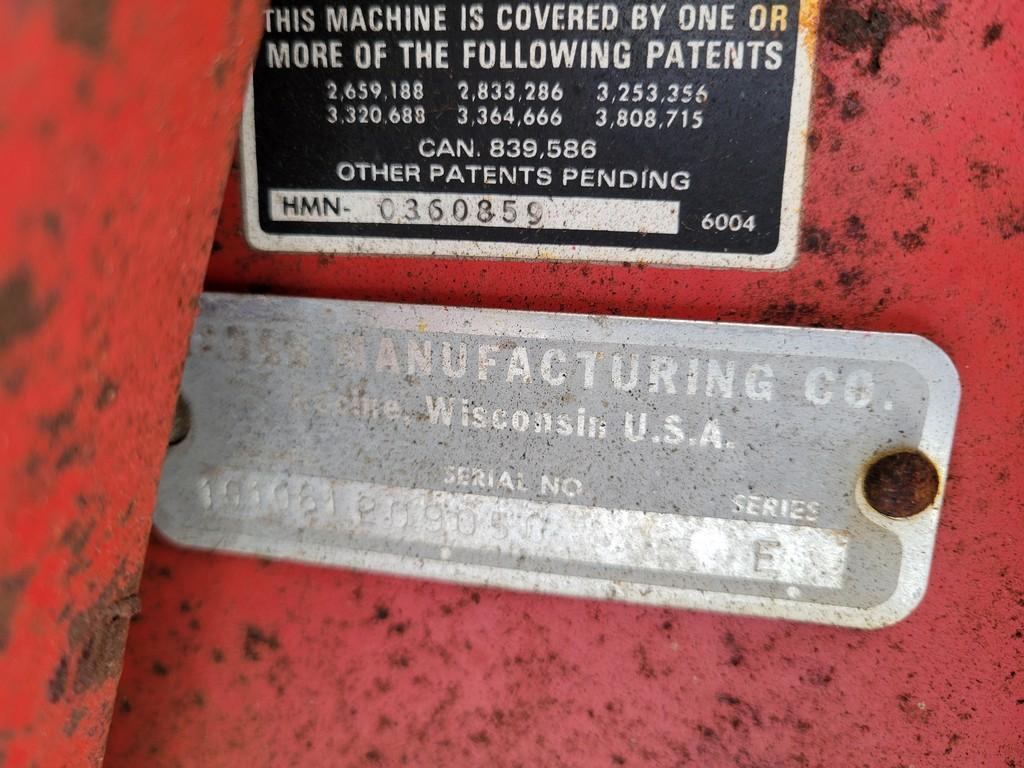 THIS MACHINE IS COVERED BY ONE OR
MORE OF THE FOLLOWING PATENTS
2,659,188 2,833,286 3,253,356
3,320,688 3,364,666 3,808,715
CAN. 839,586
OTHER PATENTS PENDING
HMN- 0360859 6004
MANUFACTURING CO.
Wisconsin U.S.A.
SERIAL NO SERIES
E